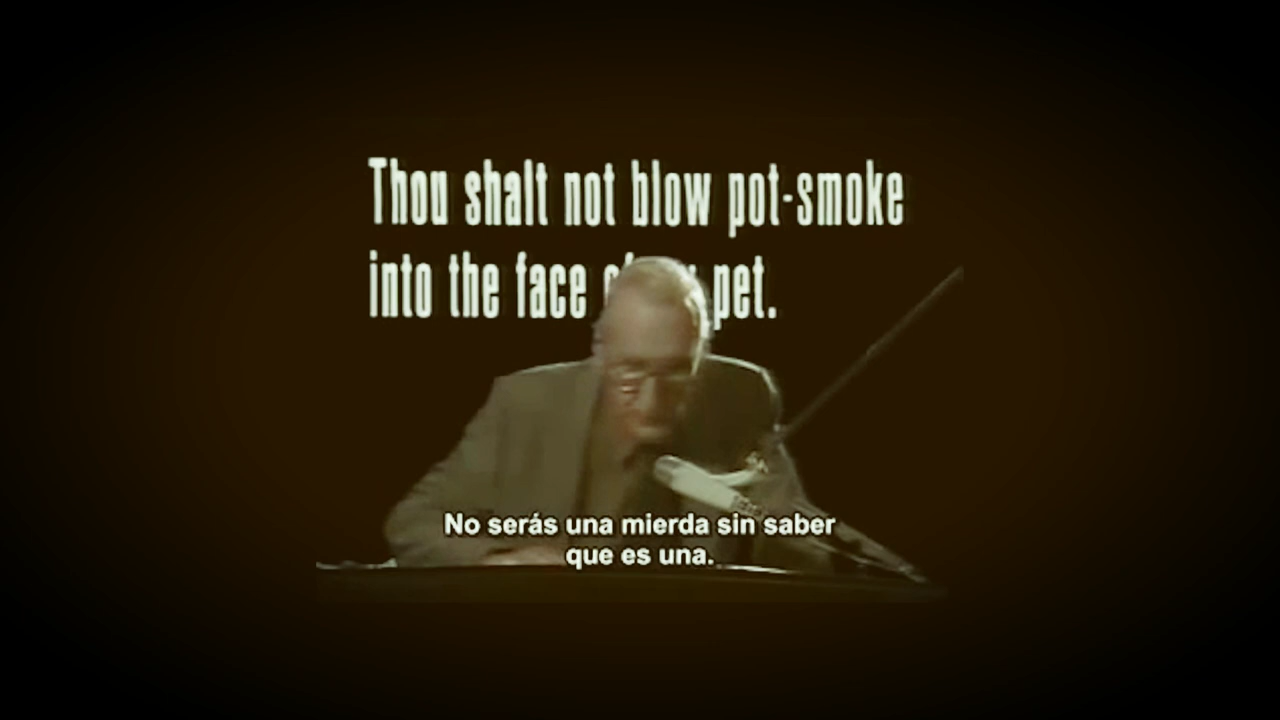 Thou shalt not blow pot-smoke
into the face pet.
No serás una mierda sin saber
que es una.